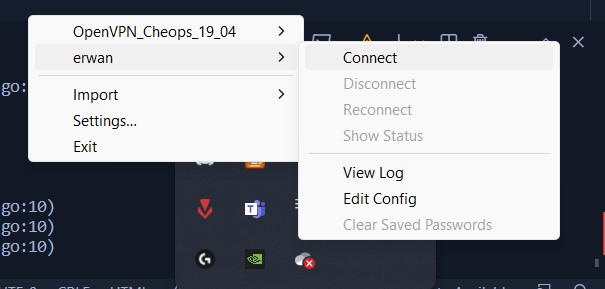 OpenVPN_Cheops_19_04
erwan
Import
Settings...
Exit
Connect
Disconnect
Reconnect
Show Status
View Log
Edit Config
Clear Saved Passwords
go:
go:10)
go:10)
go:10)